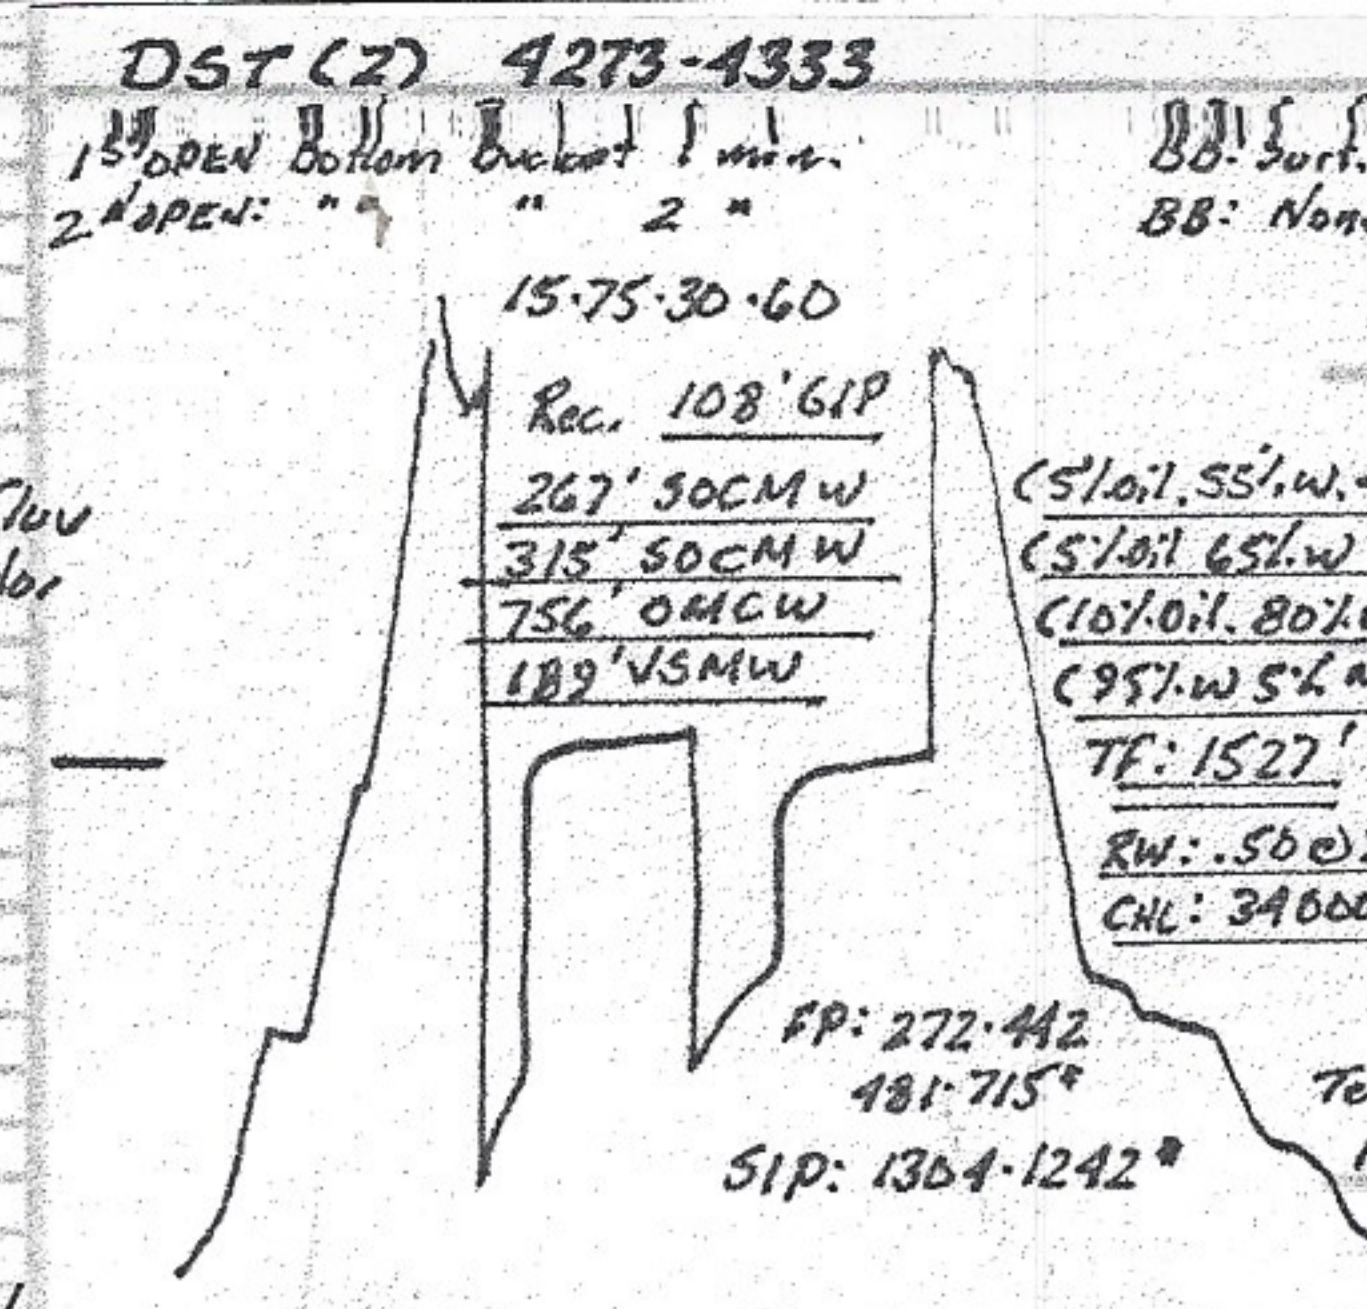 DST (2) 4273-4333
1ST OPEN Bottom Bucket 1 min.
BB: Surf.
2ND OPEN: " " " 2 "
BB: Non
15-75-30-60
Rec. 108' GIP
267' SOCMW
(5% oil. 55% w.
315' SOCMW
(5% oil 65% w
756' OMCW
(10% oil. 80%
189' VSMW
(95% w 5% m
TF: 1527'
RW: .50 @
CHL: 3400
FP: 272-442
481-715#
SIP: 1304-1242#